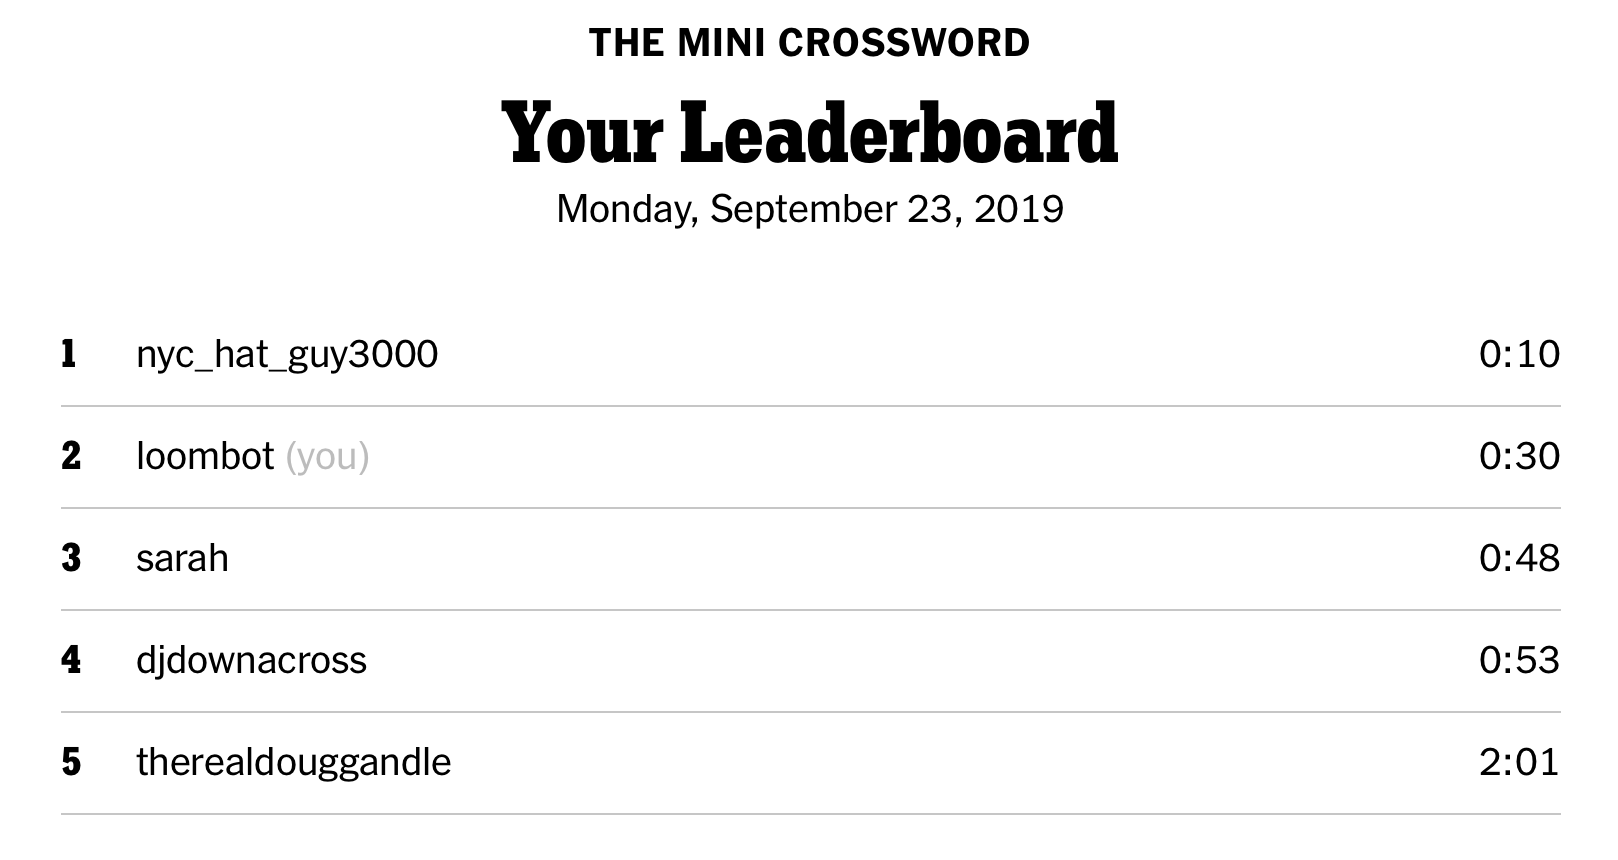 THE MINI CROSSWORD
Your Leaderboard
Monday, September 23, 2019
1 nyc_hat_guy3000 0:10
2 loombot (you) 0:30
3 sarah 0:48
4 djdownacross 0:53
5 therealdouggandle 2:01